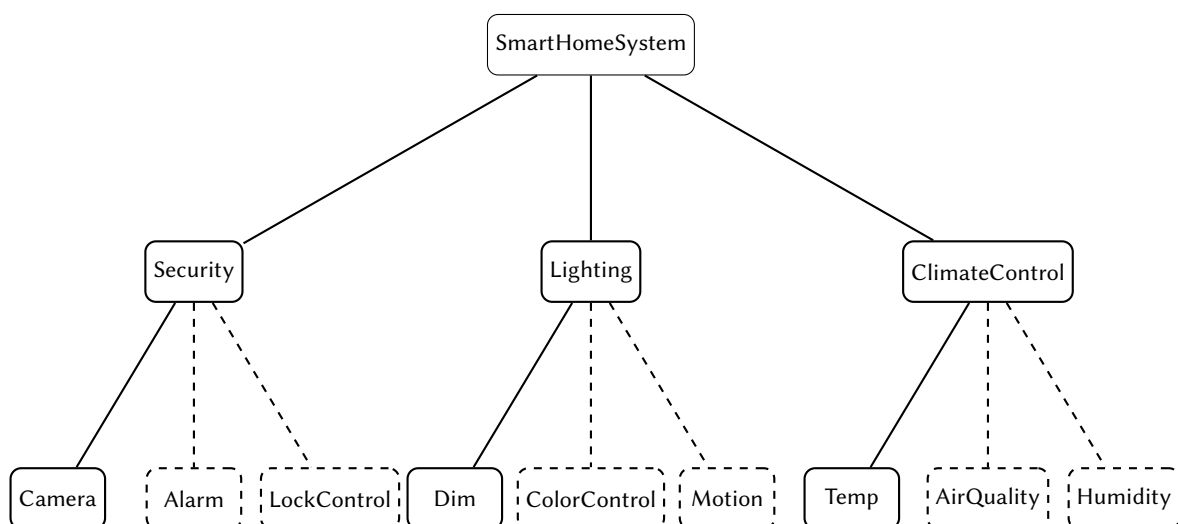 SmartHomeSystem
Security
Lighting
ClimateControl
Camera
Alarm
LockControl
Dim
ColorControl
Motion
Temp
AirQuality
Humidity